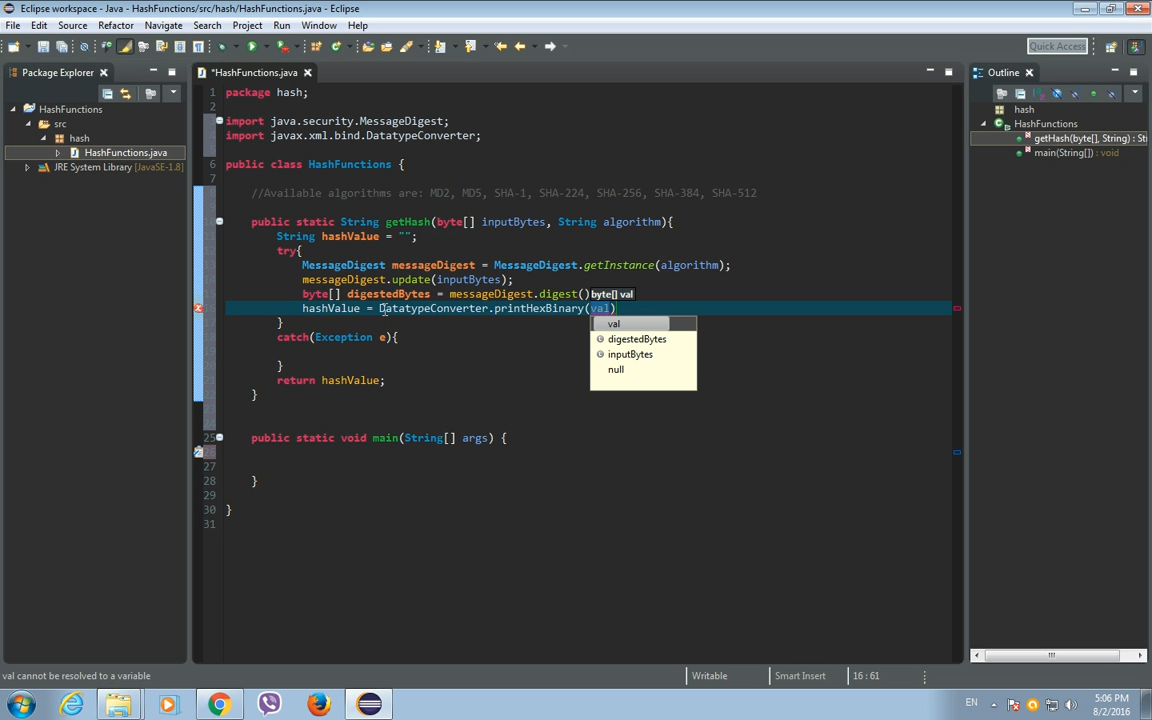 Eclipse workspace - Java - HashFunctions/src/hash/HashFunctions.java - Eclipse
File Edit Source Refactor Navigate Search Project Run Window Help
Quick Access
Package Explorer
*HashFunctions.java
Outline
HashFunctions
src
hash
HashFunctions.java
JRE System Library [JavaSE-1.8]
1 package hash;
2
import java.security.MessageDigest;
import javax.xml.bind.DatatypeConverter;
6 public class HashFunctions {
7
//Available algorithms are: MD2, MD5, SHA-1, SHA-224, SHA-256, SHA-384, SHA-512
public static String getHash(byte[] inputBytes, String algorithm){
String hashValue = "";
try{
MessageDigest messageDigest = MessageDigest.getInstance(algorithm);
messageDigest.update(inputBytes);
byte[] digestedBytes = messageDigest.digest()
byte[] val
hashValue = DatatypeConverter.printHexBinary(val)
val
digestedBytes
inputBytes
null
}
catch(Exception e){
}
return hashValue;
}
25 public static void main(String[] args) {
26
27
28 }
29
30 }
31
hash
HashFunctions
getHash(byte[], String) : Sti
main(String[]) : void
val cannot be resolved to a variable
Writable
Smart Insert
16 : 61
EN
5:06 PM
8/2/2016